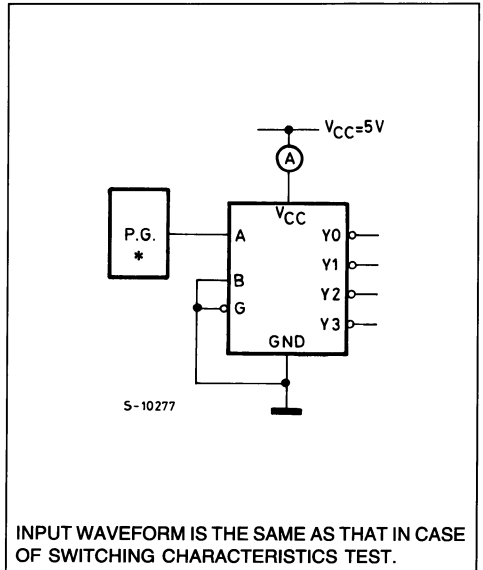 VCC=5V
A
VCC
P.G.
*
A
B
G
Y0
Y1
Y2
Y3
GND
S-10277
INPUT WAVEFORM IS THE SAME AS THAT IN CASE
OF SWITCHING CHARACTERISTICS TEST.